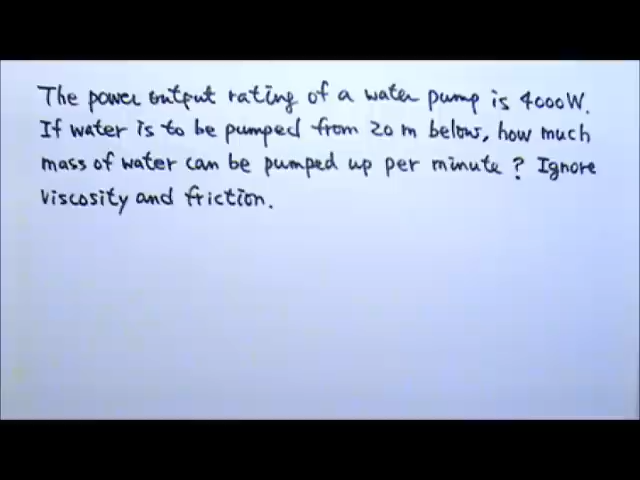 The power output rating of a water pump is 4000W.
If water is to be pumped from 20 m below, how much
mass of water can be pumped up per minute? Ignore
viscosity and friction.